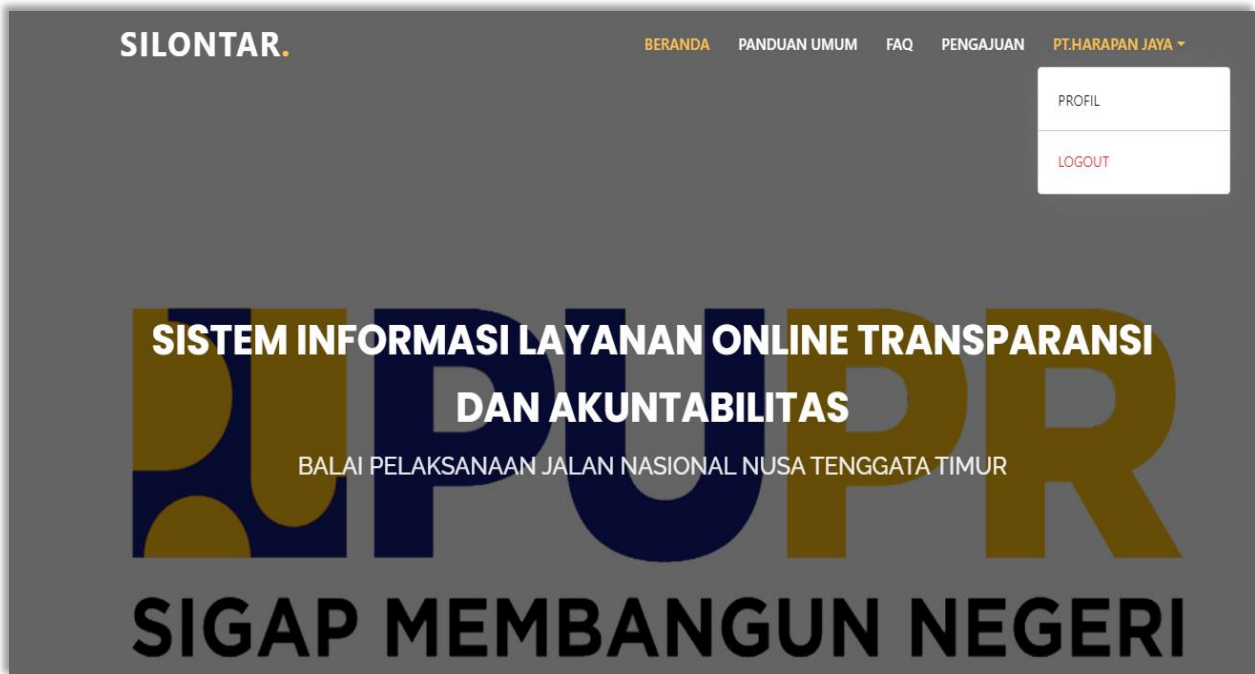 SILONTAR.
BERANDA PANDUAN UMUM FAQ PENGAJUAN PT.HARAPAN JAYA
PROFIL
LOGOUT
SISTEM INFORMASI LAYANAN ONLINE TRANSPARANSI
DAN AKUNTABILITAS
BALAI PELAKSANAAN JALAN NASIONAL NUSA TENGGATA TIMUR
PUPR
SIGAP MEMBANGUN NEGERI